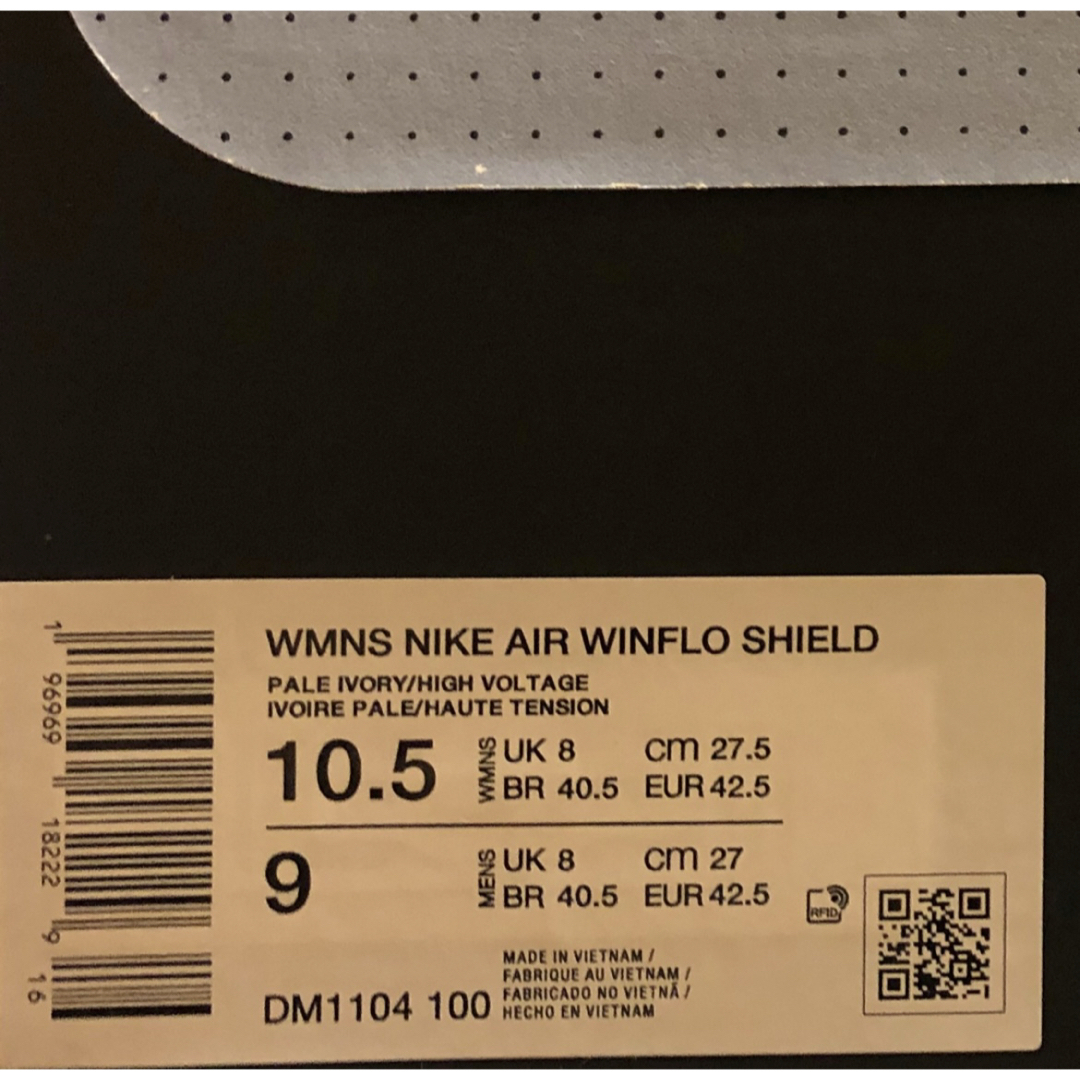 WMNS NIKE AIR WINFLO SHIELD
PALE IVORY/HIGH VOLTAGE
IVOIRE PALE/HAUTE TENSION
10.5 WMNS UK 8 CM 27.5
BR 40.5 EUR 42.5
9 MENS UK 8 CM 27
BR 40.5 EUR 42.5
RFID
MADE IN VIETNAM /
FABRIQUE AU VIETNAM /
FABRICADO NO VIETNÃ /
HECHO EN VIETNAM
DM1104 100
1 96969 18222 9 16